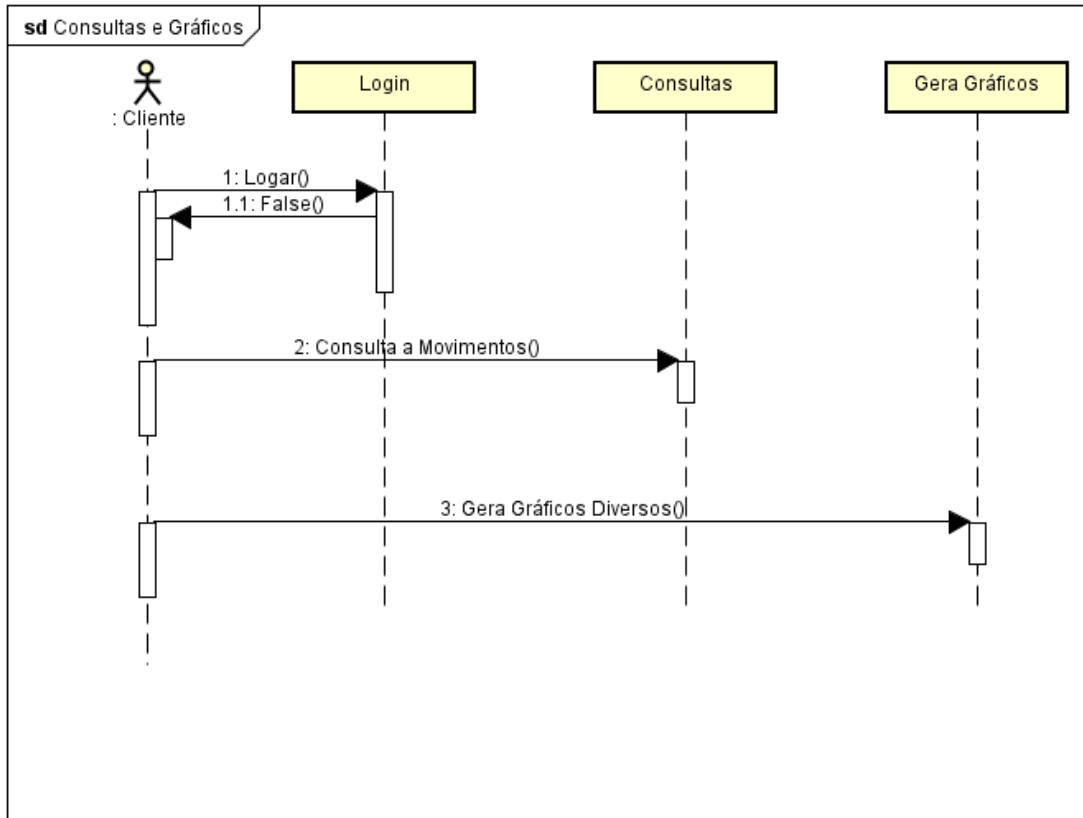 sd Consultas e Gráficos
: Cliente
Login
Consultas
Gera Gráficos
1: Logar()
1.1: False()
2: Consulta a Movimentos()
3: Gera Gráficos Diversos()